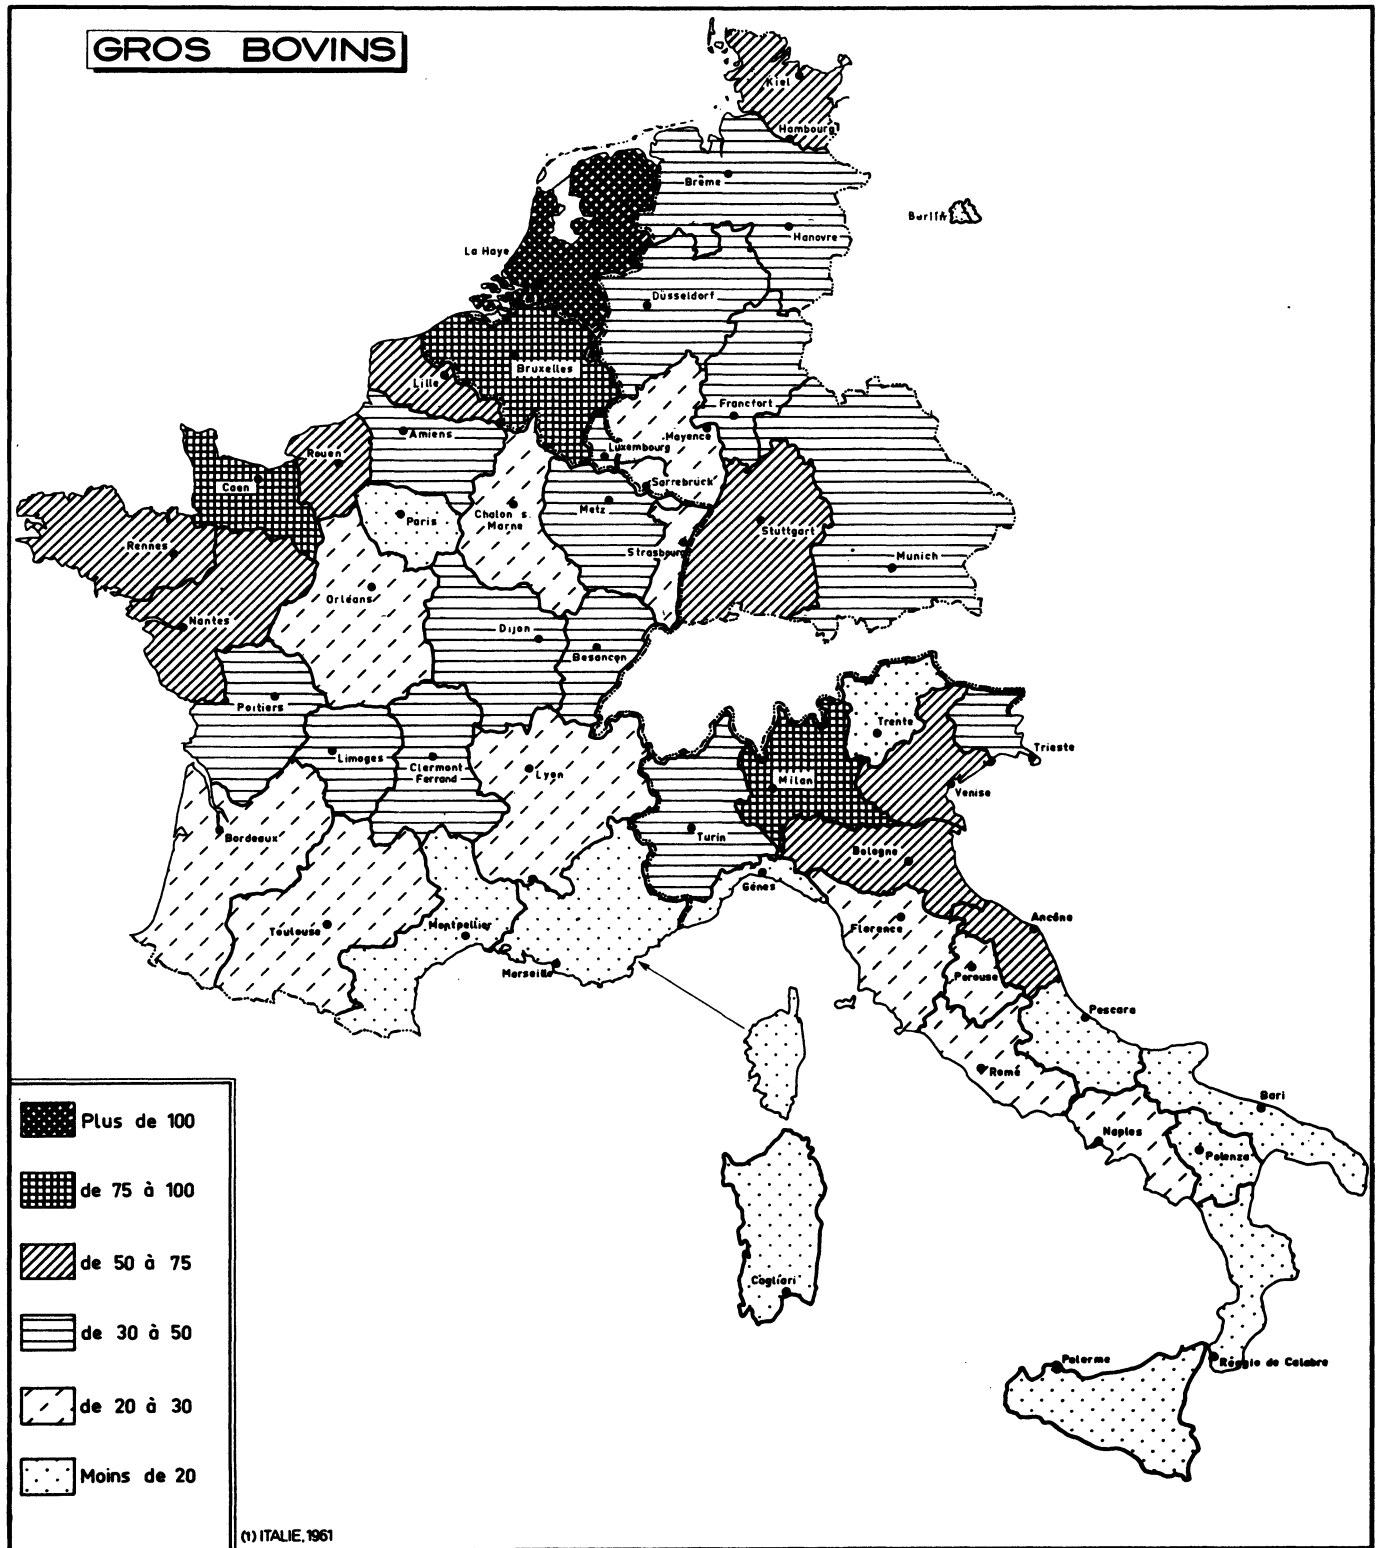 GROS BOVINS
Kiel
Hambourg
Brême
Berlin
Hanovre
La Haye
Düsseldorf
Bruxelles
Lille
Francfort
Amiens
Mayence
Rouen
Luxembourg
Caen
Sarrebrück
Metz
Paris
Chalon s.
Marne
Stuttgart
Rennes
Strasbourg
Munich
Orléans
Nantes
Dijon
Besançon
Poitiers
Trente
Trieste
Limoges
Clermont
Ferrand
Lyon
Milan
Venise
Bordeaux
Turin
Bologne
Gênes
Ancône
Toulouse
Montpellier
Florence
Marseille
Perouse
Pescara
Romé
Bari
Naples
Potenza
Cagliari
Palerme
Réggio de Calabre
Plus de 100
de 75 à 100
de 50 à 75
de 30 à 50
de 20 à 30
Moins de 20
(1) ITALIE, 1961